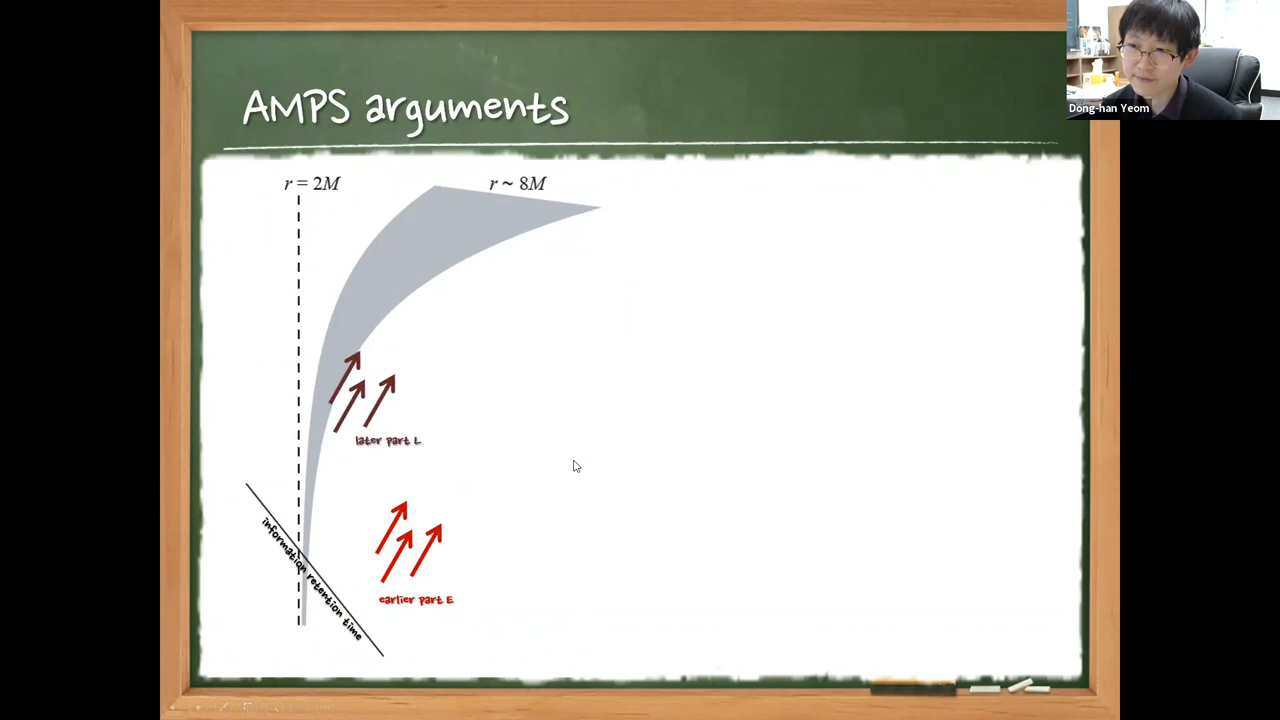 Dong-han Yeom
AMPS arguments
r = 2M
r ~ 8M
later part L
information retention time
earlier part E